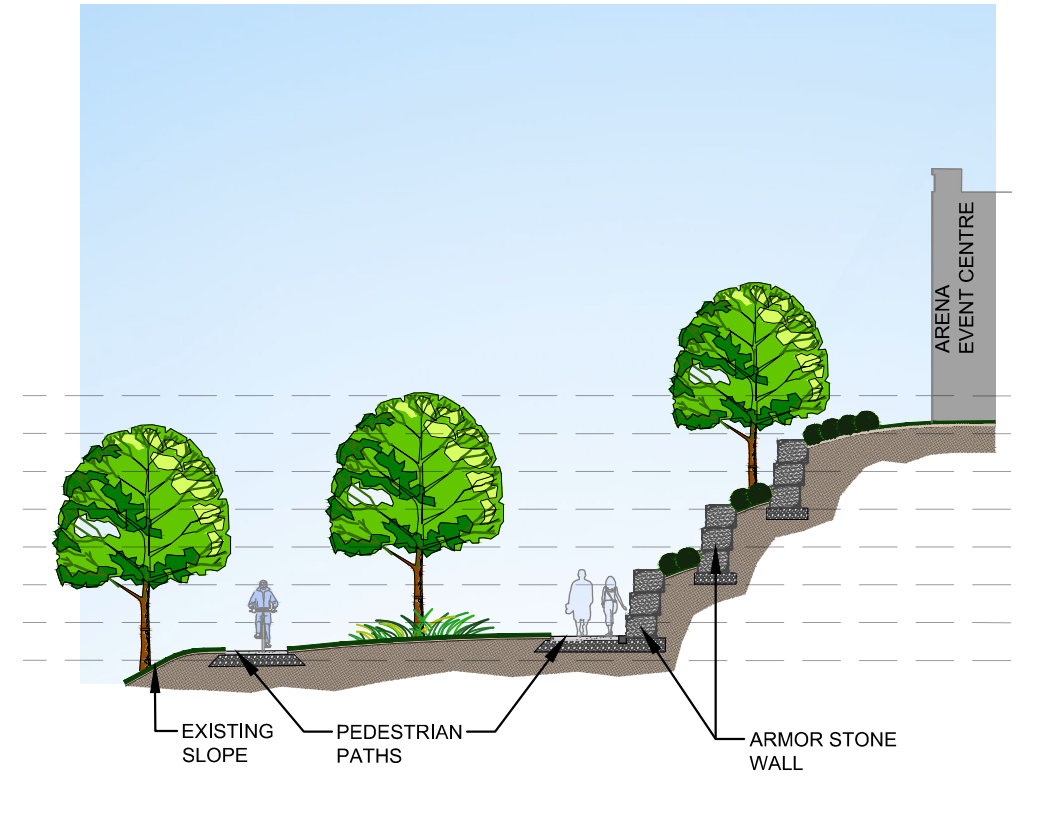 ARENA
EVENT CENTRE
EXISTING
SLOPE
PEDESTRIAN
PATHS
ARMOR STONE
WALL